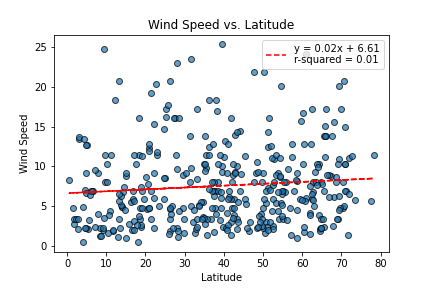 Wind Speed vs. Latitude
y = 0.02x + 6.61
r-squared = 0.01
25
20
15
10
5
0
Wind Speed
0 10 20 30 40 50 60 70 80
Latitude